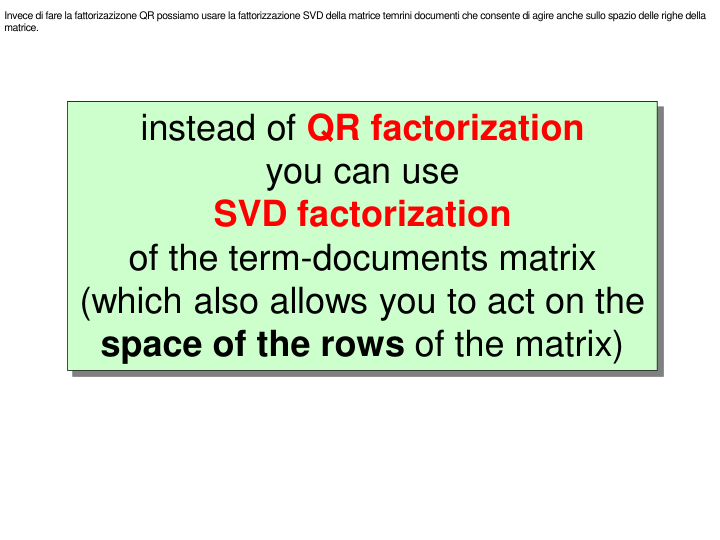 Invece di fare la fattorizazizone QR possiamo usare la fattorizzazione SVD della matrice temrini documenti che consente di agire anche sullo spazio delle righe della
matrice.
instead of QR factorization
you can use
SVD factorization
of the term-documents matrix
(which also allows you to act on the
space of the rows of the matrix)